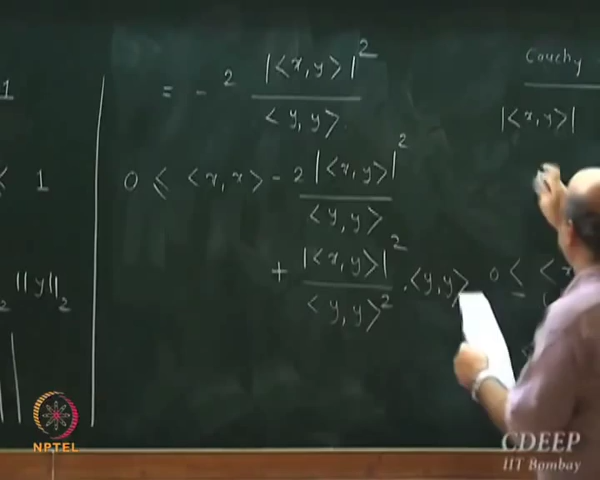 1
≤ 1
||y||₂
= - 2 |<x,y>|² / <y,y>
0 ≤ <x,x> - 2 |<x,y>|² / <y,y>
+ |<x,y>|² / <y,y>² . <y,y>
Cauchy
|<x,y>|
0 ≤ <x
NPTEL
CDEEP
IIT Bombay